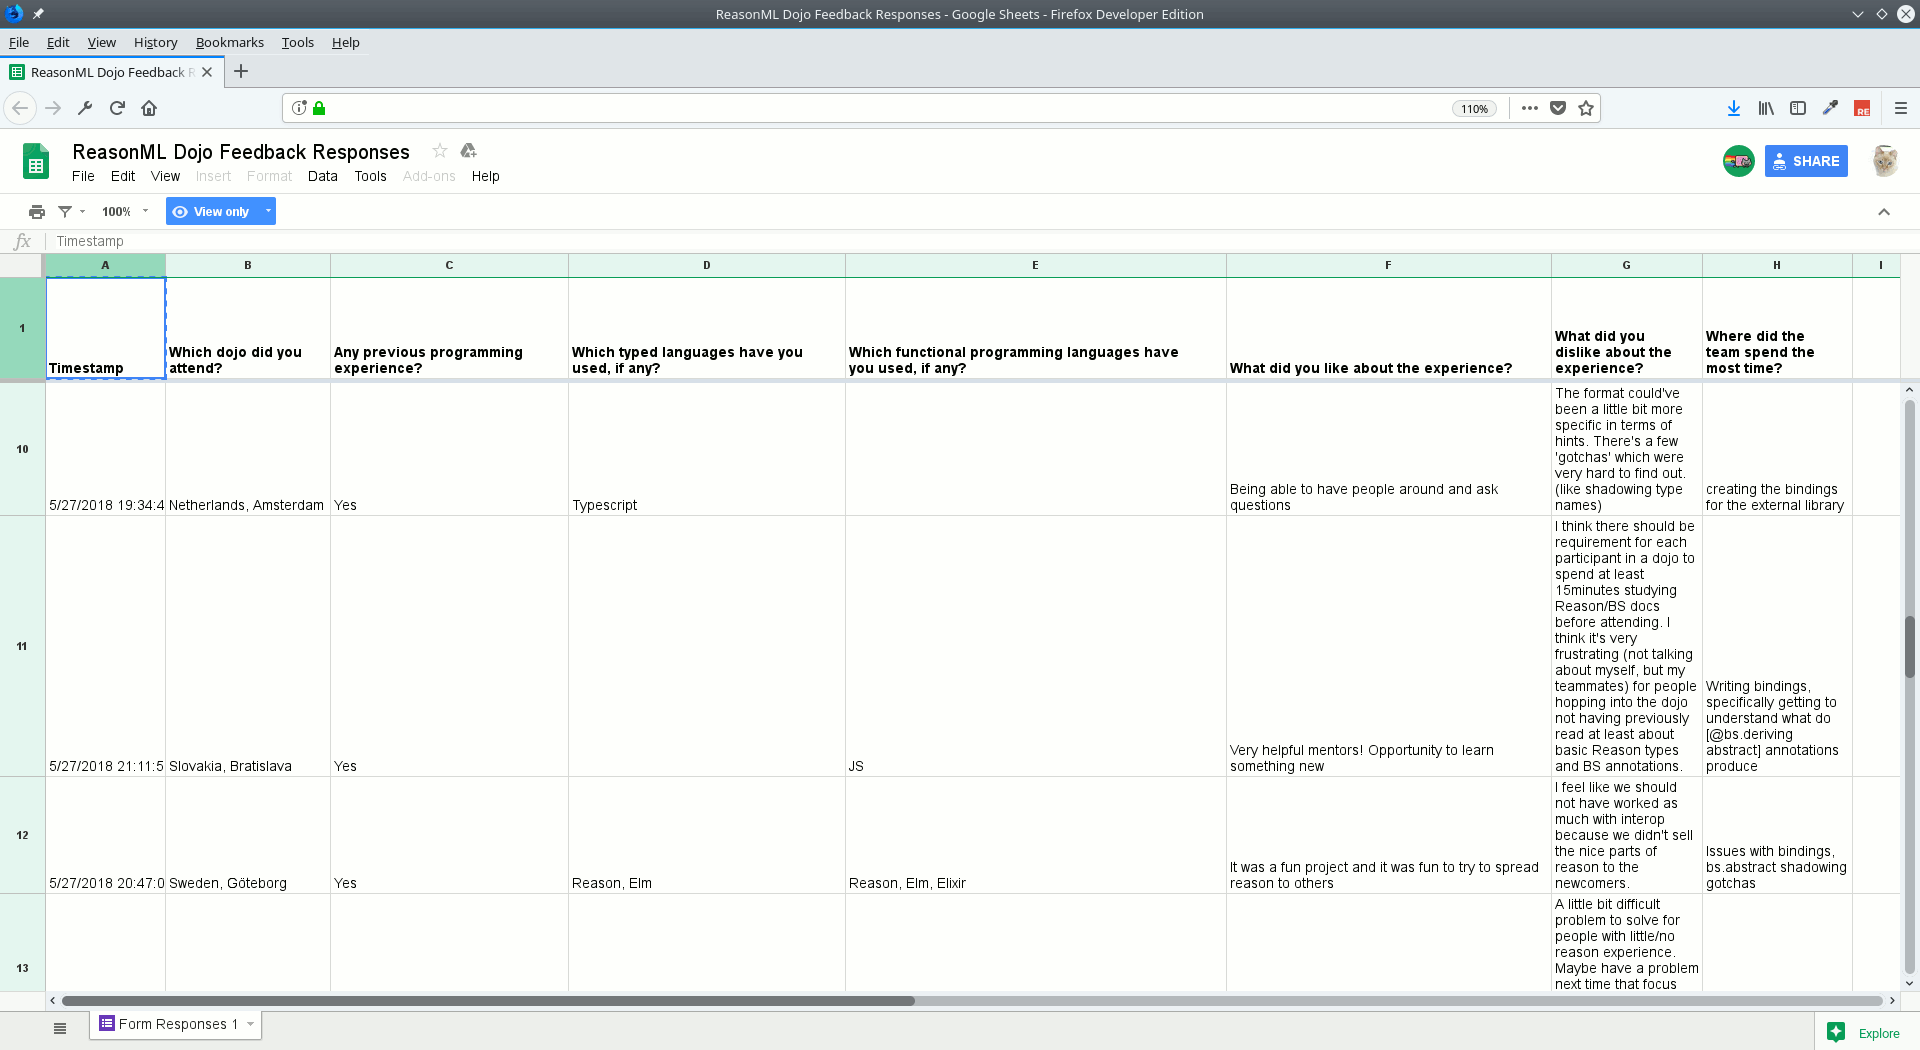 ReasonML Dojo Feedback Responses - Google Sheets - Firefox Developer Edition
File Edit View History Bookmarks Tools Help
ReasonML Dojo Feedback R
110%
RE
ReasonML Dojo Feedback Responses
File Edit View Insert Format Data Tools Add-ons Help
SHARE
100% View only
fx Timestamp
A B C D E F G H I
1
Timestamp
Which dojo did you
attend?
Any previous programming
experience?
Which typed languages have you
used, if any?
Which functional programming languages have
you used, if any?
What did you like about the experience?
What did you
dislike about the
experience?
Where did the
team spend the
most time?
10
5/27/2018 19:34:4
Netherlands, Amsterdam
Yes
Typescript
Being able to have people around and ask
questions
The format could've
been a little bit more
specific in terms of
hints. There's a few
'gotchas' which were
very hard to find out.
(like shadowing type
names)
creating the bindings
for the external library
11
5/27/2018 21:11:5
Slovakia, Bratislava
Yes
JS
Very helpful mentors! Opportunity to learn
something new
I think there should be
requirement for each
participant in a dojo to
spend at least
15minutes studying
Reason/BS docs
before attending. I
think it's very
frustrating (not talking
about myself, but my
teammates) for people
hopping into the dojo
not having previously
read at least about
basic Reason types
and BS annotations.
Writing bindings,
specifically getting to
understand what do
[@bs.deriving
abstract] annotations
produce
12
5/27/2018 20:47:0
Sweden, Göteborg
Yes
Reason, Elm
Reason, Elm, Elixir
It was a fun project and it was fun to try to spread
reason to others
I feel like we should
not have worked as
much with interop
because we didn't sell
the nice parts of
reason to the
newcomers.
Issues with bindings,
bs.abstract shadowing
gotchas
13
A little bit difficult
problem to solve for
people with little/no
reason experience.
Maybe have a problem
next time that focus
Form Responses 1
Explore